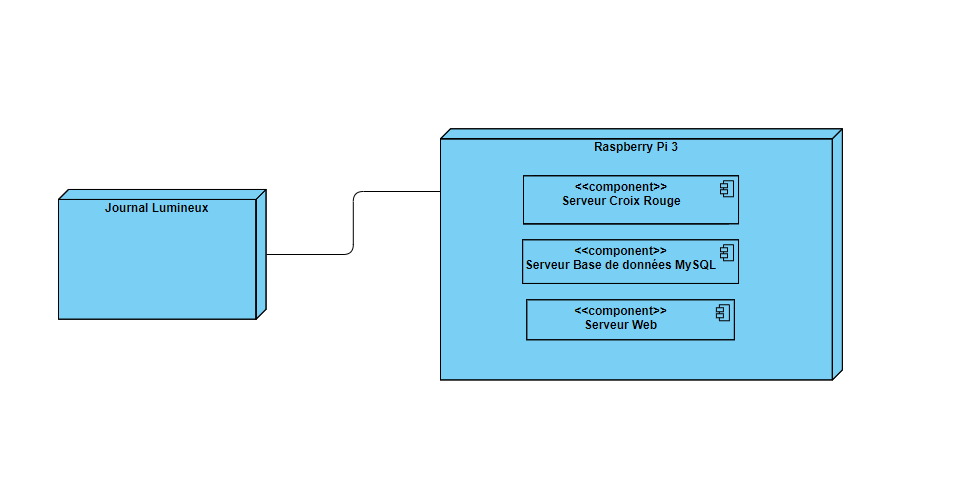 Journal Lumineux
Raspberry Pi 3
<<component>>
Serveur Croix Rouge
<<component>>
Serveur Base de données MySQL
<<component>>
Serveur Web